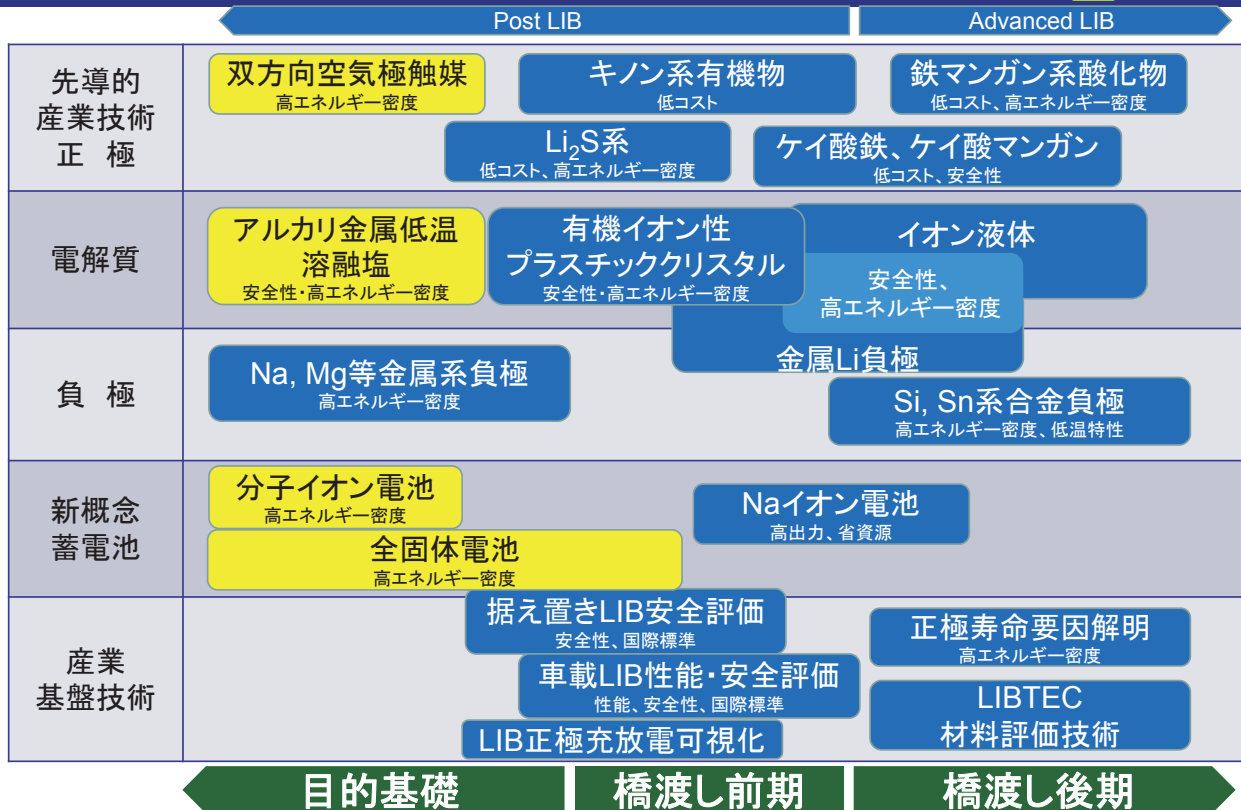 Post LIB
Advanced LIB
先導的
産業技術
正 極
双方向空気極触媒
高エネルギー密度
キノン系有機物
低コスト
鉄マンガン系酸化物
低コスト、高エネルギー密度
Li₂S系
低コスト、高エネルギー密度
ケイ酸鉄、ケイ酸マンガン
低コスト、安全性
電解質
アルカリ金属低温
溶融塩
安全性・高エネルギー密度
有機イオン性
プラスチッククリスタル
安全性・高エネルギー密度
イオン液体
安全性、
高エネルギー密度
金属Li負極
負 極
Na, Mg等金属系負極
高エネルギー密度
Si, Sn系合金負極
高エネルギー密度、低温特性
新概念
蓄電池
分子イオン電池
高エネルギー密度
全固体電池
高エネルギー密度
Naイオン電池
高出力、省資源
産業
基盤技術
据え置きLIB安全評価
安全性、国際標準
車載LIB性能・安全評価
性能、安全性、国際標準
LIB正極充放電可視化
正極寿命要因解明
高エネルギー密度
LIBTEC
材料評価技術
目的基礎
橋渡し前期
橋渡し後期